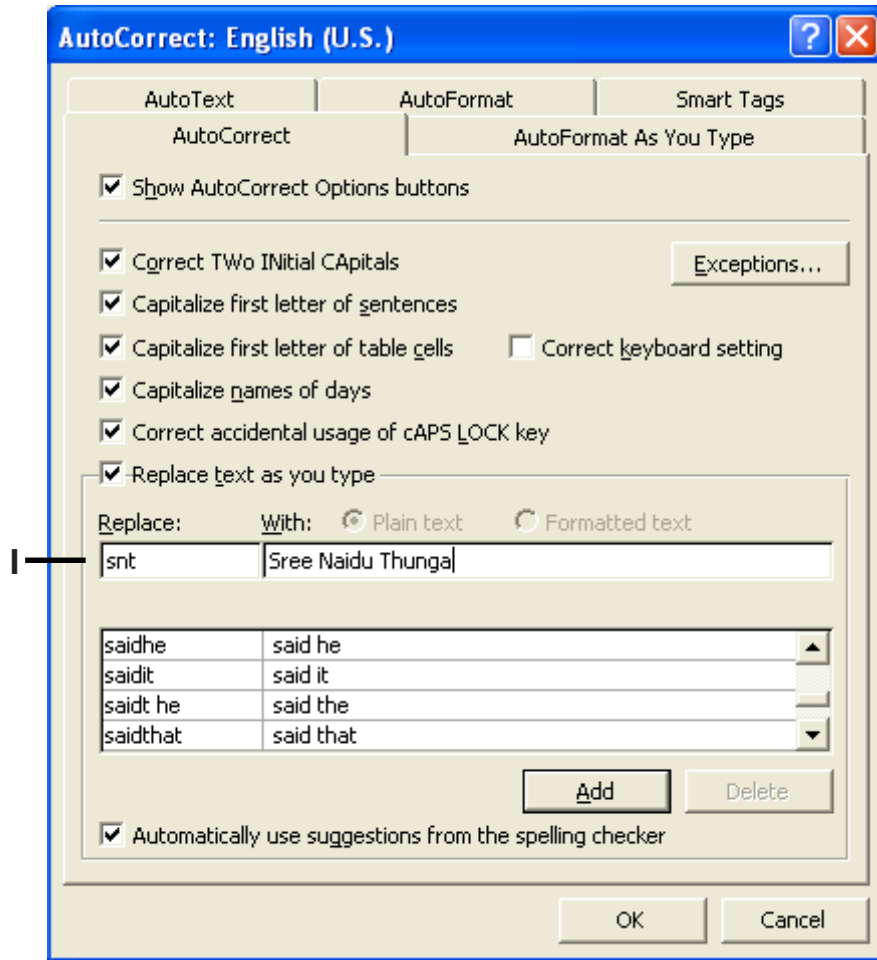 AutoCorrect: English (U.S.)
AutoText AutoFormat Smart Tags
AutoCorrect AutoFormat As You Type
Show AutoCorrect Options buttons
Correct TWo INitial CApitals Exceptions...
Capitalize first letter of sentences
Capitalize first letter of table cells Correct keyboard setting
Capitalize names of days
Correct accidental usage of cAPS LOCK key
Replace text as you type
Replace: With: Plain text Formatted text
I snt Sree Naidu Thunga
saidhe said he
saidit said it
saidt he said the
saidthat said that
Add Delete
Automatically use suggestions from the spelling checker
OK Cancel